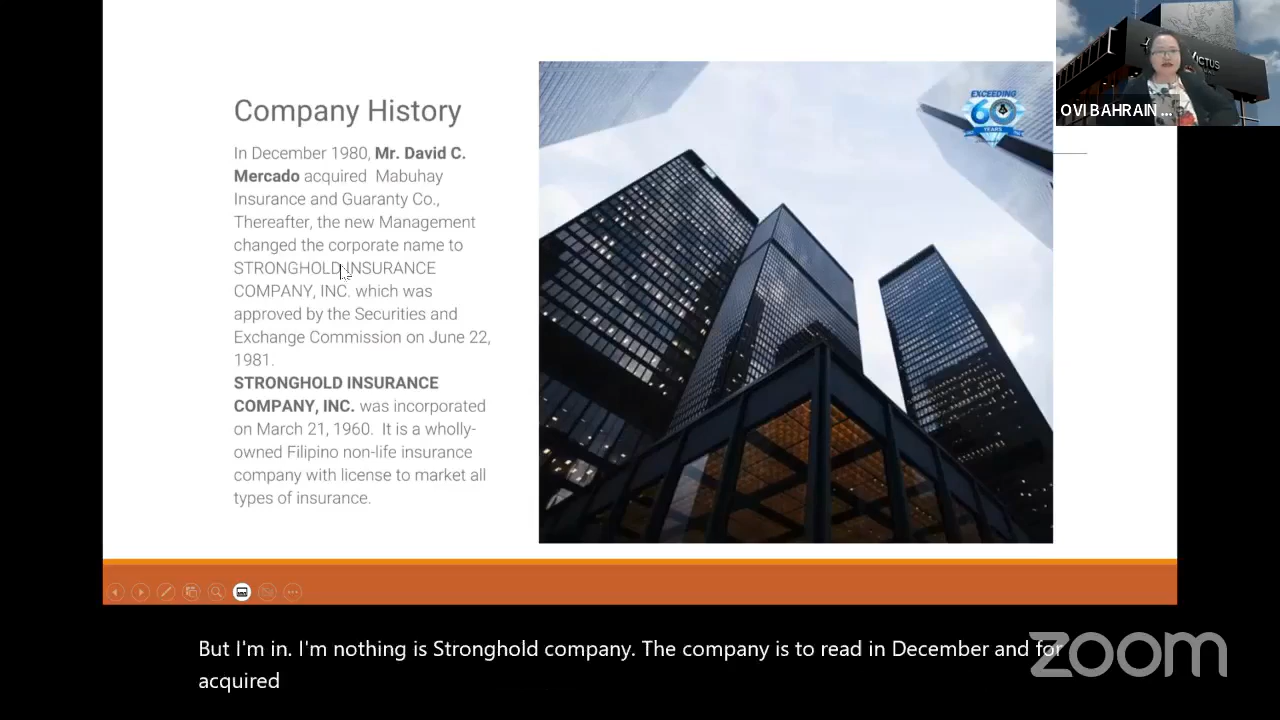 Company History
In December 1980, Mr. David C.
Mercado acquired Mabuhay
Insurance and Guaranty Co.,
Thereafter, the new Management
changed the corporate name to
STRONGHOLD INSURANCE
COMPANY, INC. which was
approved by the Securities and
Exchange Commission on June 22,
1981.
STRONGHOLD INSURANCE
COMPANY, INC. was incorporated
on March 21, 1960. It is a wholly-
owned Filipino non-life insurance
company with license to market all
types of insurance.
EXCEEDING
60
YEARS
OVI BAHRAIN ...
But I'm in. I'm nothing is Stronghold company. The company is to read in December and for
acquired
zoom